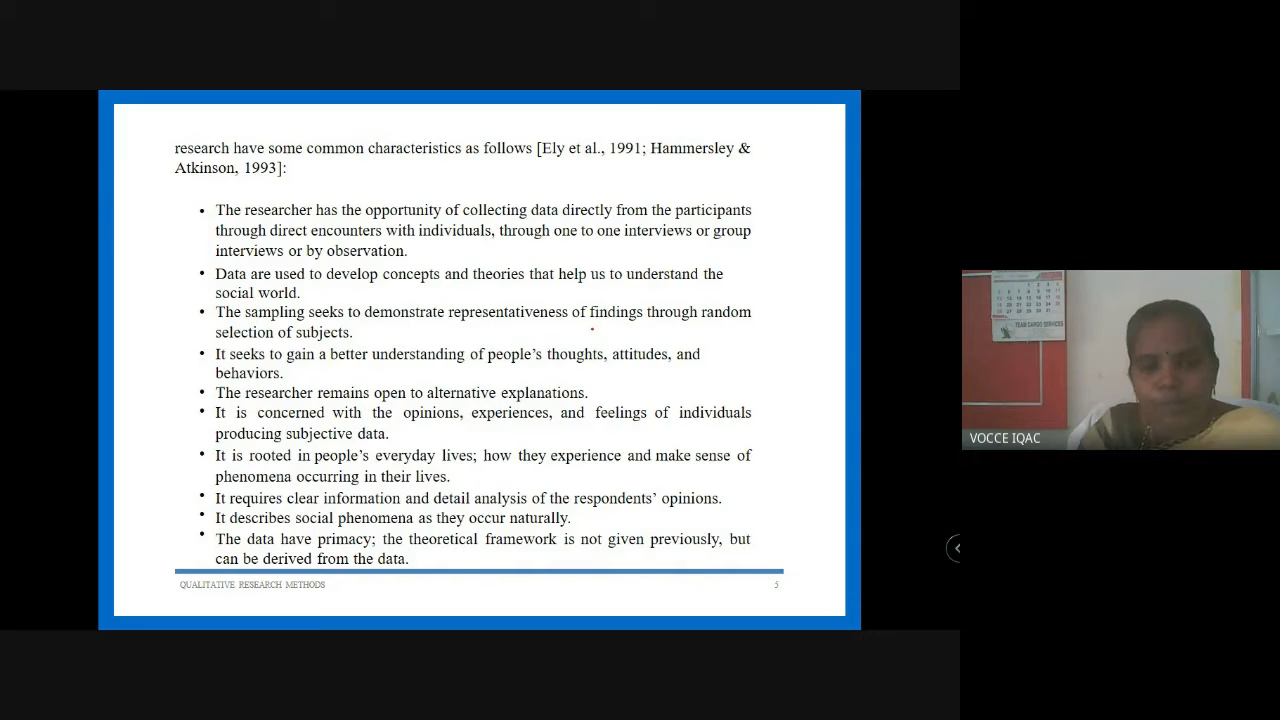 research have some common characteristics as follows [Ely et al., 1991; Hammersley &
Atkinson, 1993]:
• The researcher has the opportunity of collecting data directly from the participants
through direct encounters with individuals, through one to one interviews or group
interviews or by observation.
• Data are used to develop concepts and theories that help us to understand the
social world.
• The sampling seeks to demonstrate representativeness of findings through random
selection of subjects.
• It seeks to gain a better understanding of people’s thoughts, attitudes, and
behaviors.
• The researcher remains open to alternative explanations.
• It is concerned with the opinions, experiences, and feelings of individuals
producing subjective data.
• It is rooted in people’s everyday lives; how they experience and make sense of
phenomena occurring in their lives.
• It requires clear information and detail analysis of the respondents’ opinions.
• It describes social phenomena as they occur naturally.
• The data have primacy; the theoretical framework is not given previously, but
can be derived from the data.
QUALITATIVE RESEARCH METHODS 5
TEAM CARGO SERVICES
VOCCE IQAC